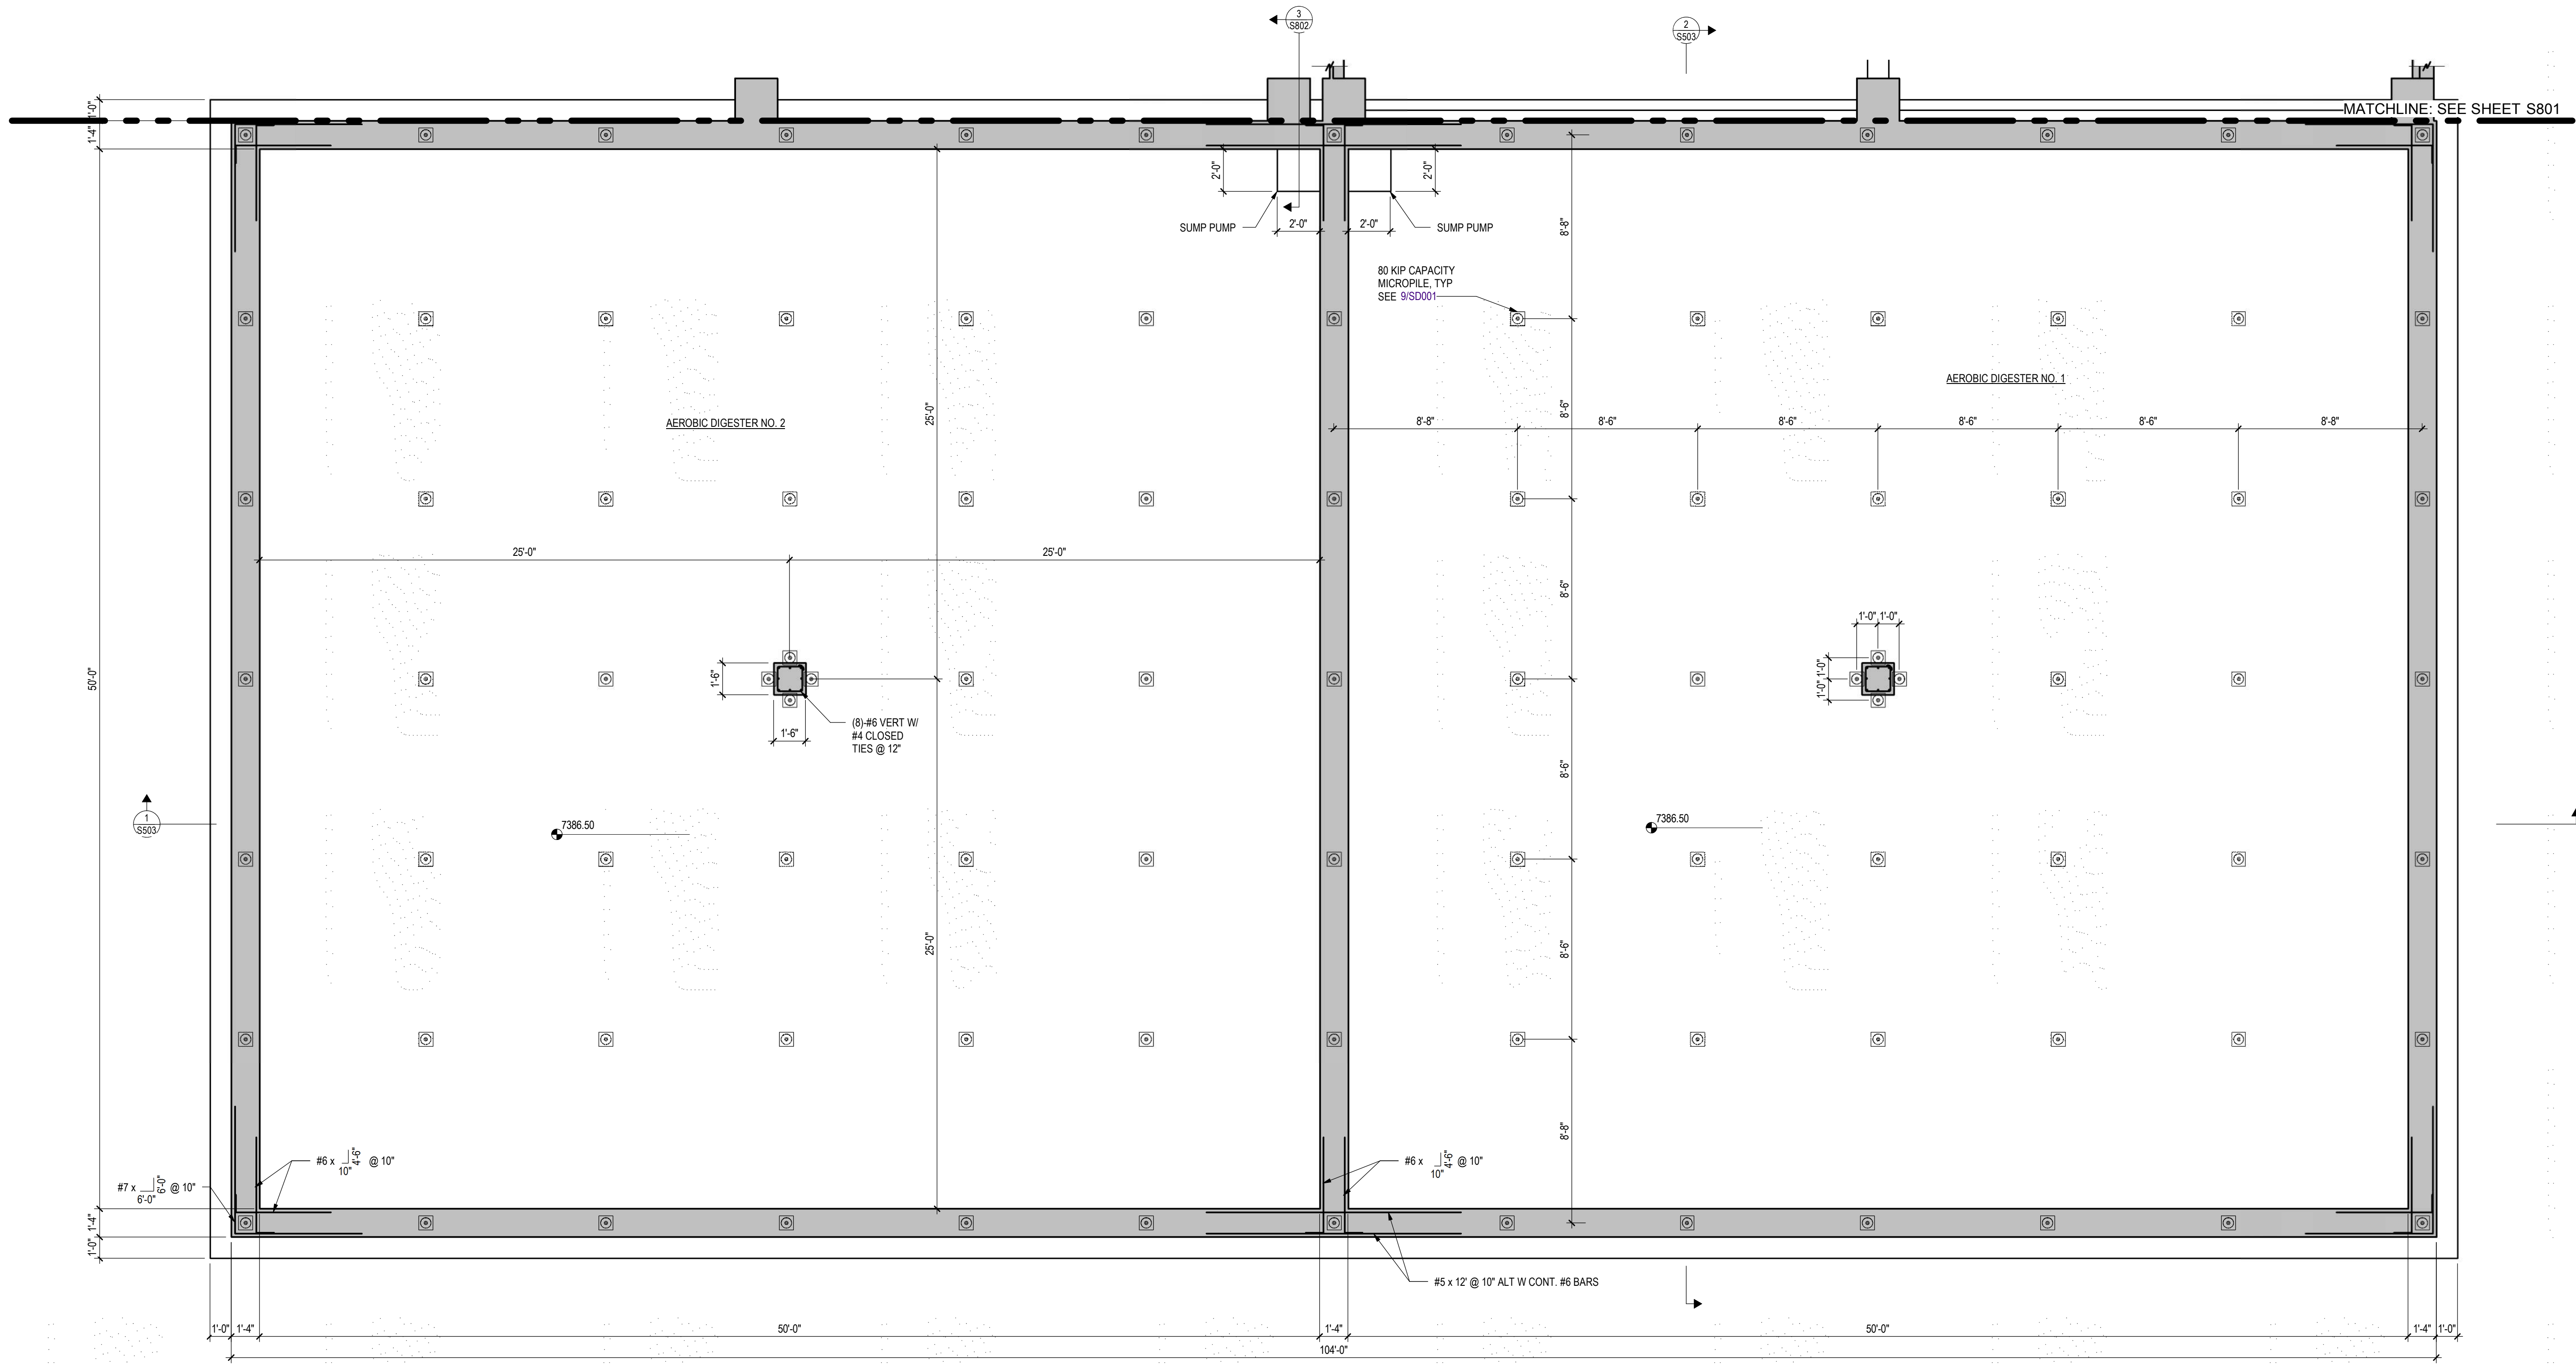 3
S802
2
S503
MATCHLINE: SEE SHEET S801
1'-0"
1'-4"
2'-0"
2'-0"
SUMP PUMP
2'-0"
2'-0"
SUMP PUMP
8'-8"
80 KIP CAPACITY
MICROPILE, TYP
SEE 9/SD001
AEROBIC DIGESTER NO. 1
AEROBIC DIGESTER NO. 2
25'-0"
8'-6"
8'-8"
8'-6"
8'-6"
8'-6"
8'-6"
8'-8"
25'-0"
25'-0"
8'-6"
1'-0"
1'-0"
1'-0"
1'-0"
50'-0"
1'-6"
1'-6"
(8)-#6 VERT W/
#4 CLOSED
TIES @ 12"
8'-6"
1
S503
7386.50
7386.50
25'-0"
8'-6"
8'-8"
#6 x 10" 4'-6" @ 10"
#7 x 6'-0" 6'-0" @ 10"
#6 x 10" 4'-6" @ 10"
1'-4"
1'-0"
#5 x 12' @ 10" ALT W CONT. #6 BARS
1'-0"
1'-4"
50'-0"
1'-4"
50'-0"
1'-4"
1'-0"
104'-0"